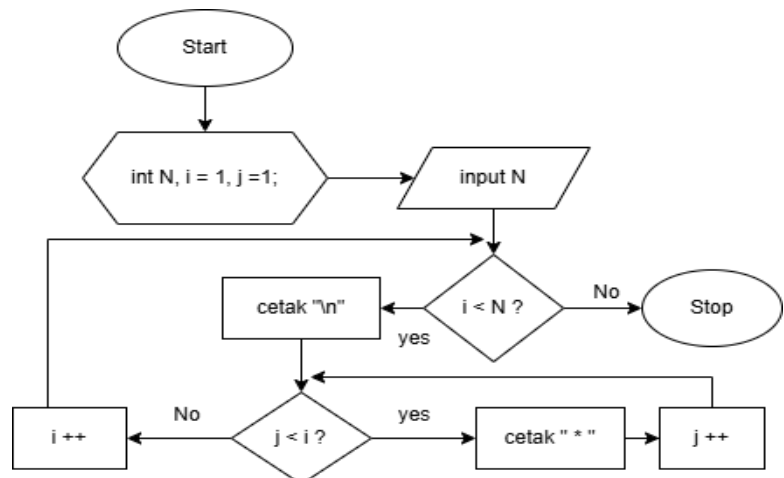 Start
int N, i = 1, j =1;
input N
i < N ?
No
Stop
cetak "\n"
yes
j < i ?
No
i ++
yes
cetak " * "
j ++